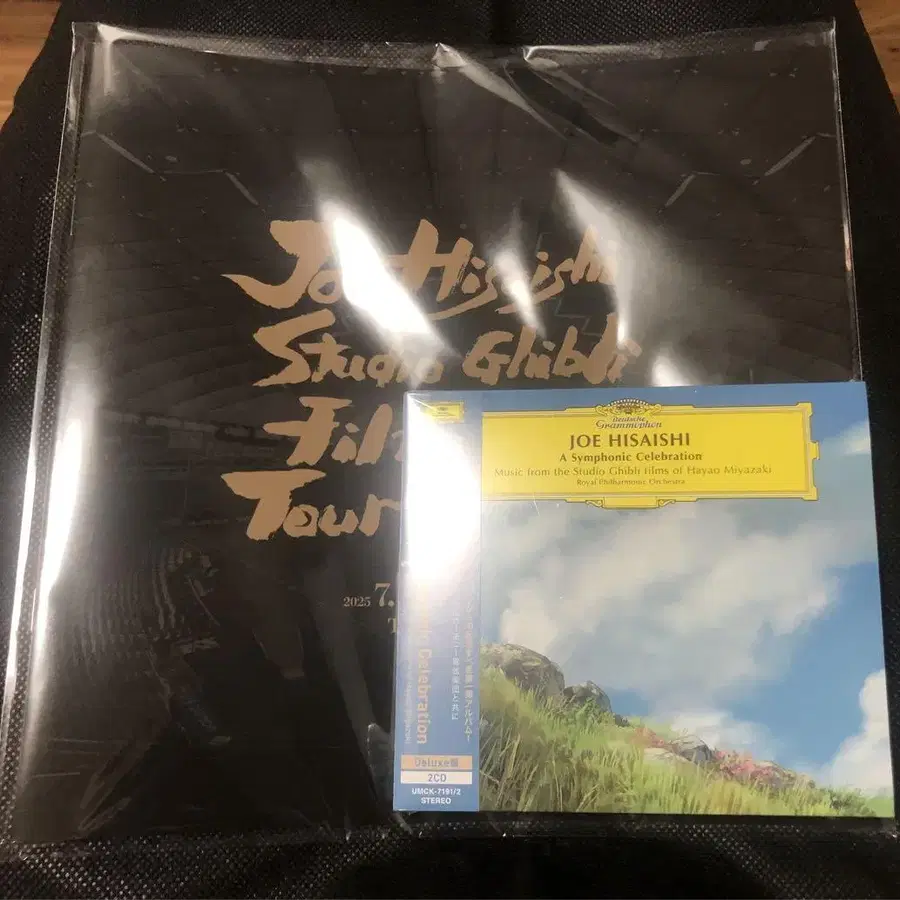 Joe Hisaishi
Studio Ghibli
Tour
2025 7.
Deutsche
Grammophon
JOE HISAISHI
A Symphonic Celebration
Music from the Studio Ghibli films of Hayao Miyazaki
Royal Philharmonic Orchestra
Celebration
Deluxe盤
2CD
UMCK-7191/2
STEREO